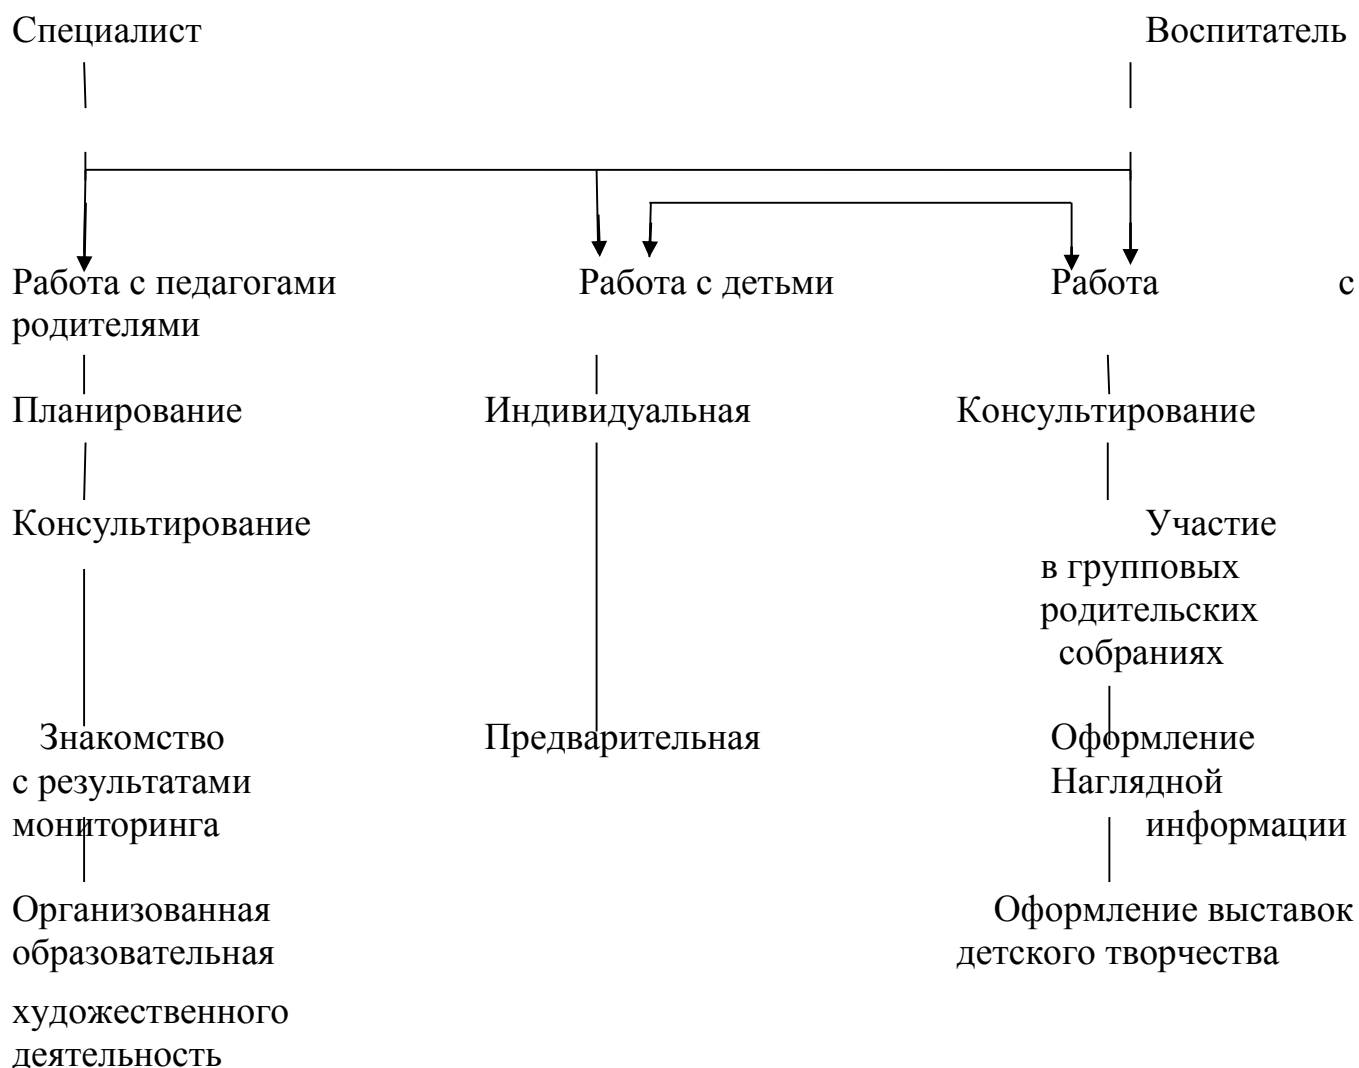 Специалист Воспитатель
Работа с педагогами Работа с детьми Работа с
родителями
Планирование Индивидуальная Консультирование
Консультирование Участие
в групповых
родительских
собраниях
Знакомство Предварительная Оформление
с результатами Наглядной
мониторинга информации
Организованная Оформление выставок
образовательная детского творчества
художественного
деятельность